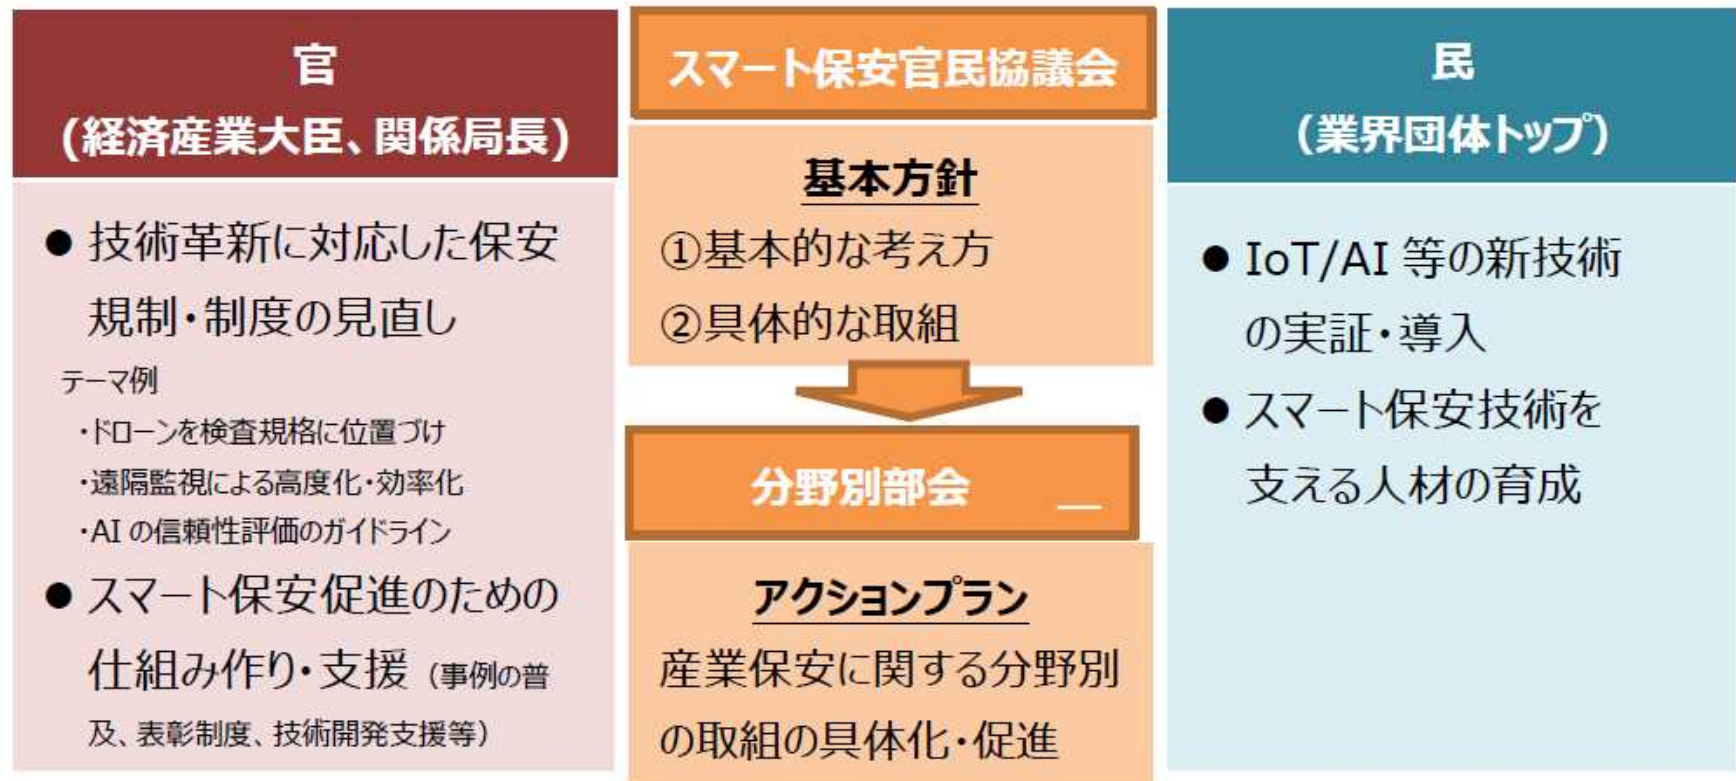 官
(経済産業大臣、関係局長)
● 技術革新に対応した保安
規制・制度の見直し
テーマ例
・ドローンを検査規格に位置づけ
・遠隔監視による高度化・効率化
・AI の信頼性評価のガイドライン
● スマート保安促進のための
仕組み作り・支援（事例の普
及、表彰制度、技術開発支援等）
スマート保安官民協議会
基本方針
①基本的な考え方
②具体的な取組
分野別部会
アクションプラン
産業保安に関する分野別
の取組の具体化・促進
民
（業界団体トップ）
● IoT/AI 等の新技術
の実証・導入
● スマート保安技術を
支える人材の育成